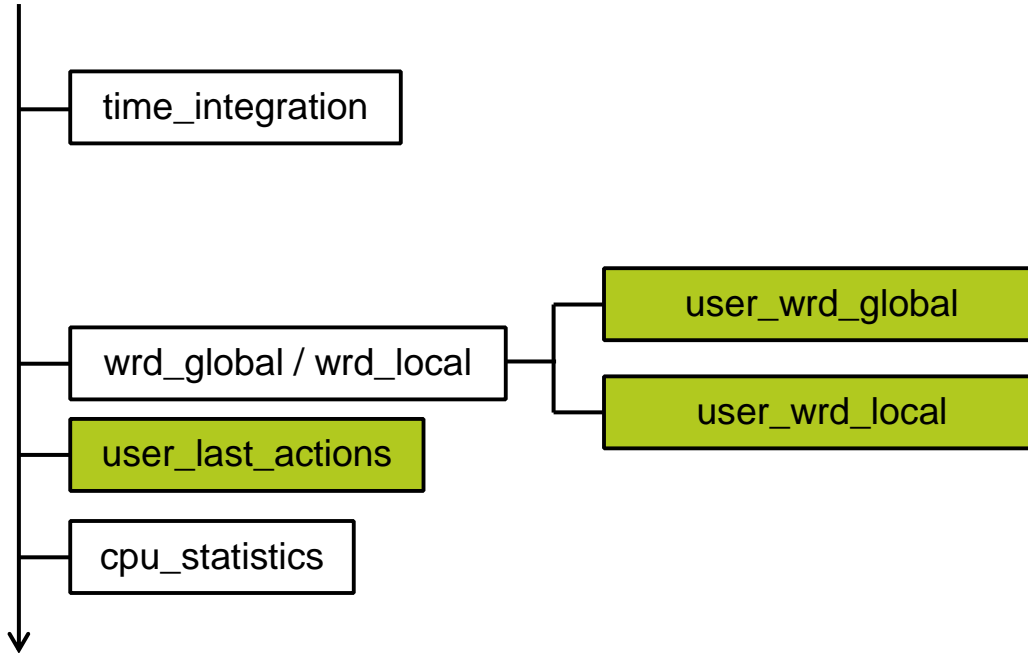 time_integration
user_wrd_global
wrd_global / wrd_local
user_wrd_local
user_last_actions
cpu_statistics